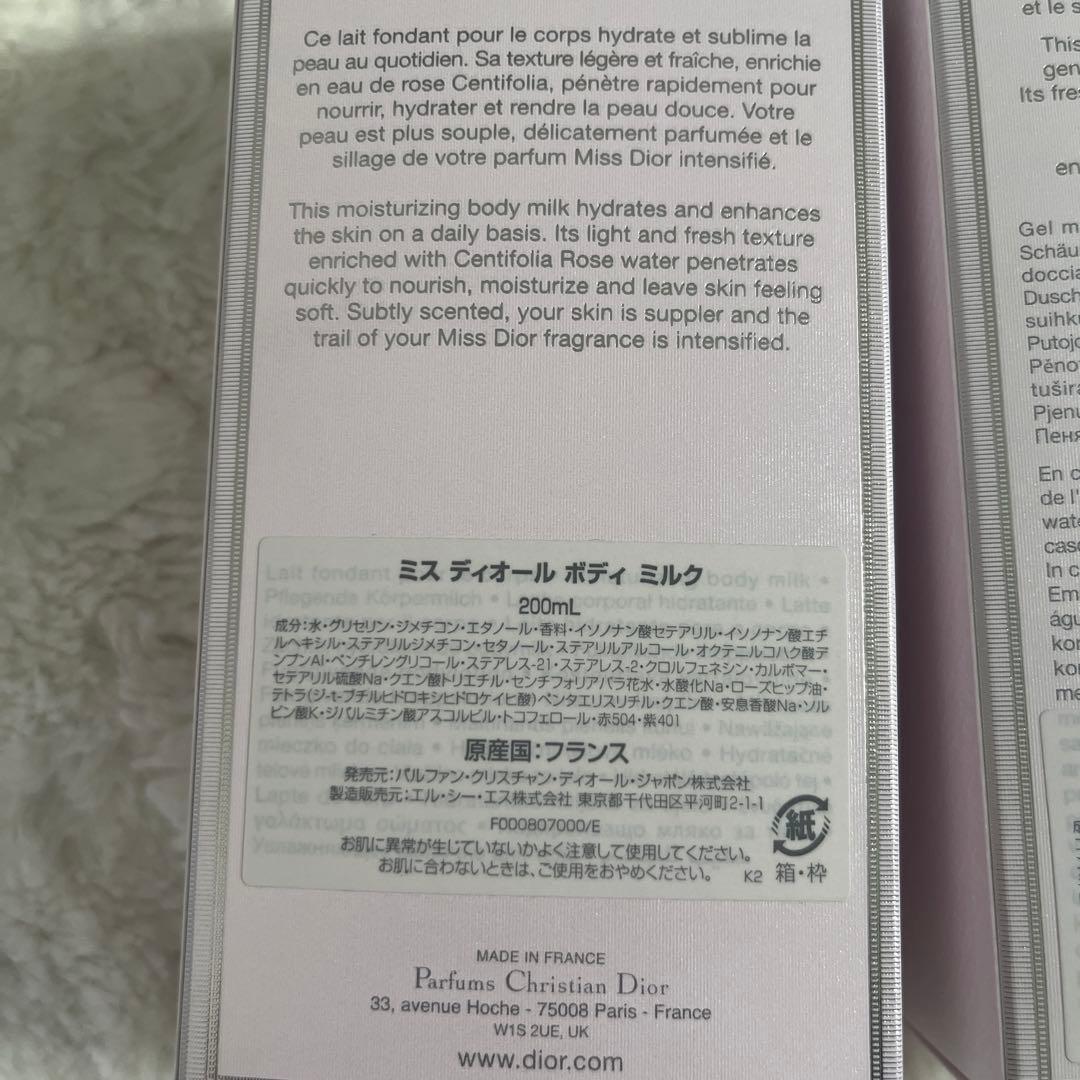 Ce lait fondant pour le corps hydrate et sublime la
peau au quotidien. Sa texture légère et fraîche, enrichie
en eau de rose Centifolia, pénètre rapidement pour
nourrir, hydrater et rendre la peau douce. Votre
peau est plus souple, délicatement parfumée et le
sillage de votre parfum Miss Dior intensifié.
This moisturizing body milk hydrates and enhances
the skin on a daily basis. Its light and fresh texture
enriched with Centifolia Rose water penetrates
quickly to nourish, moisturize and leave skin feeling
soft. Subtly scented, your skin is suppler and the
trail of your Miss Dior fragrance is intensified.
ミス ディオール ボディ ミルク
200mL
成分:水・グリセリン・ジメチコン・エタノール・香料・イソノナン酸セテアリル・イソノナン酸エチ
ルヘキシル・ステアリルジメチコン・セタノール・ステアリルアルコール・オクテニルコハク酸デ
ンプンAl・ペンチレングリコール・ステアレス-21・ステアレス-2・クロルフェネシン・カルボマー・
セテアリル硫酸Na・クエン酸トリエチル・センチフォリアバラ花水・水酸化Na・ローズヒップ油・
テトラ(ジ-t-ブチルヒドロキシヒドロケイヒ酸)ペンタエリスリチル・クエン酸・安息香酸Na・ソル
ビン酸K・ジパルミチン酸アスコルビル・トコフェロール・赤504・紫401
原産国:フランス
発売元:パルファン・クリスチャン・ディオール・ジャポン株式会社
製造販売元:エル・シー・エス株式会社 東京都千代田区平河町2-1-1
F000807000/E
お肌に異常が生じていないかよく注意して使用してください。
お肌に合わないときは、ご使用をおやめください。 K2
紙
箱・枠
MADE IN FRANCE
Parfums Christian Dior
33, avenue Hoche - 75008 Paris - France
W1S 2UE, UK
www.dior.com
et le
This
Its
en
Gel
doccia
suihk
En
de l'
In